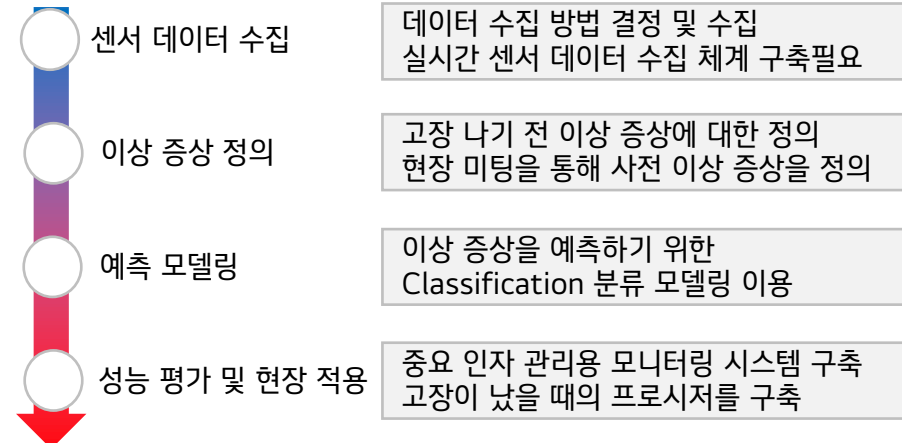 센서 데이터 수집
데이터 수집 방법 결정 및 수집
실시간 센서 데이터 수집 체계 구축필요
이상 증상 정의
고장 나기 전 이상 증상에 대한 정의
현장 미팅을 통해 사전 이상 증상을 정의
예측 모델링
이상 증상을 예측하기 위한
Classification 분류 모델링 이용
성능 평가 및 현장 적용
중요 인자 관리용 모니터링 시스템 구축
고장이 났을 때의 프로시저를 구축